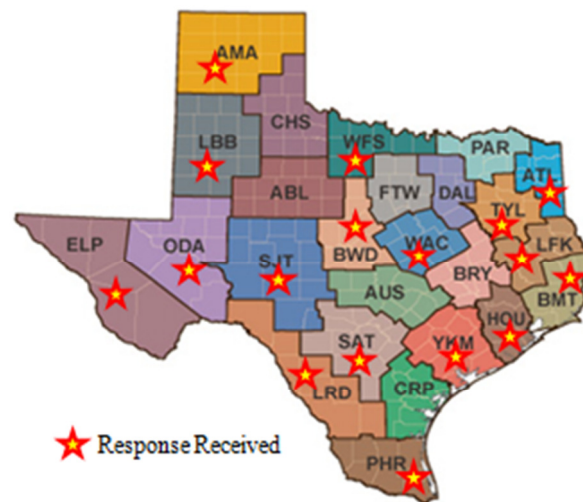 AMA
CHS
LBB
WFS
PAR
ATL
ABL
FTW
DAL
TYL
ELP
ODA
SJT
BWD
WAC
LFK
BRY
AUS
BMT
HOU
SAT
YKM
LRD
CRP
PHR
Response Received